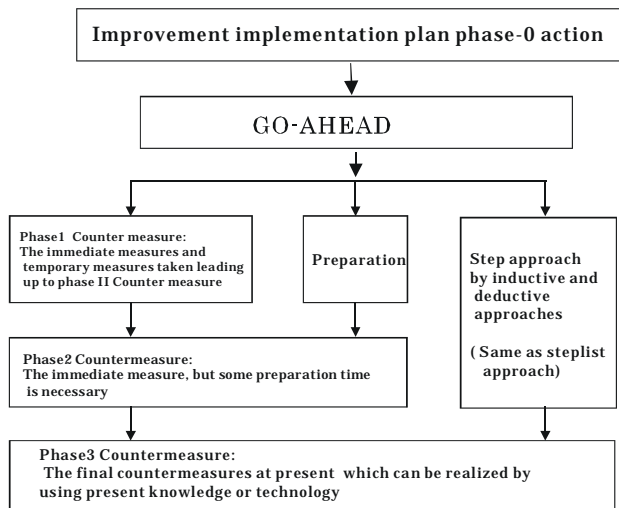 Improvement implementation plan phase-0 action
GO-AHEAD
Phase1 Counter measure:
The immediate measures and
temporary measures taken leading
up to phase II Counter measure
Preparation
Step approach
by inductive and
deductive
approaches
( Same as steplist
approach)
Phase2 Countermeasure:
The immediate measure, but some preparation time
is necessary
Phase3 Countermeasure:
The final countermeasures at present which can be realized by
using present knowledge or technology